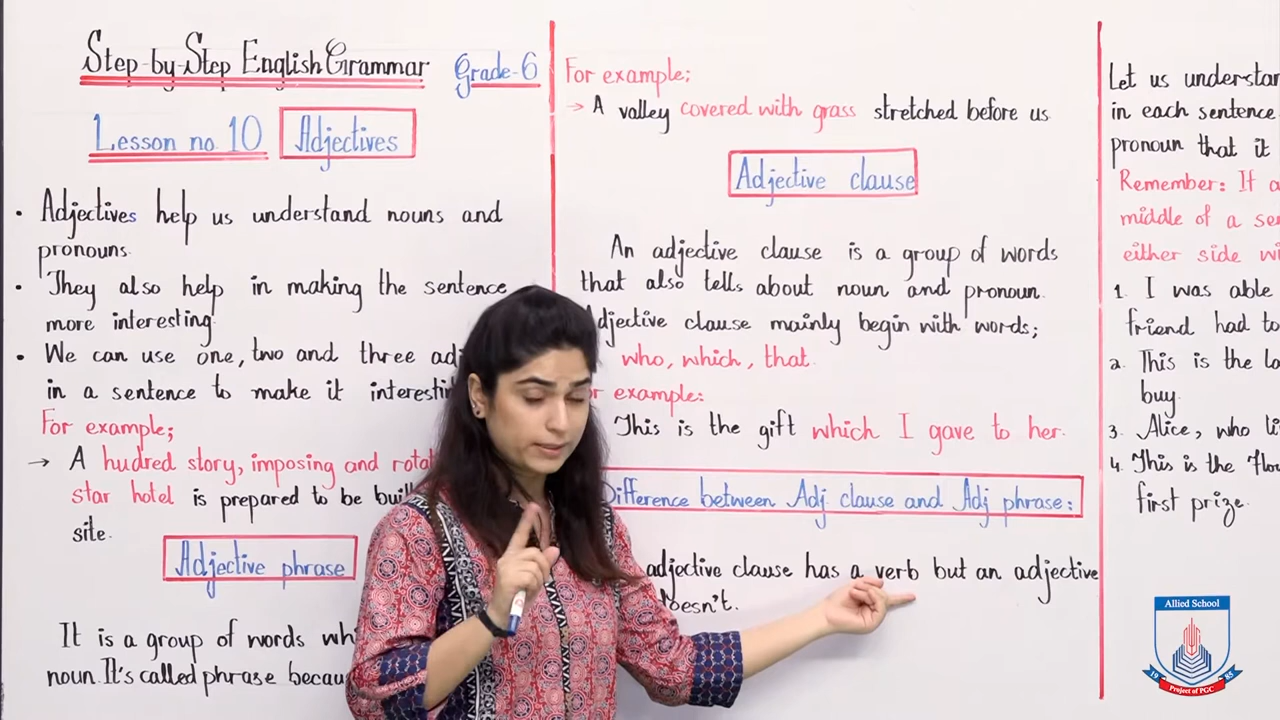 Step-by-Step English Grammar Grade-6
Lesson no. 10 Adjectives
• Adjectives help us understand nouns and
pronouns.
• They also help in making the sentence
more interesting.
• We can use one, two and three
in a sentence to make it
For example;
→ A hudred story, imposing and
star hotel is prepared to be
site.
Adjective phrase
It is a group of words
noun. It's called phrase
For example;
→ A valley covered with grass stretched before us
Adjective clause
An adjective clause is a group of words
that also tells about noun and pronoun.
Adjective clause mainly begin with words;
who, which, that.
example:
This is the gift which I gave to her.
Difference between Adj clause and Adj phrase:
adjective clause has a verb but an adjective
doesn't.
Let us
in each sentence
pronoun that it
Remember: If
middle of a
either side
1. I was able
friend had to
2. This is the
buy.
3. Alice, who
4. This is the
first prize.
Allied School
1985
Project of PGC